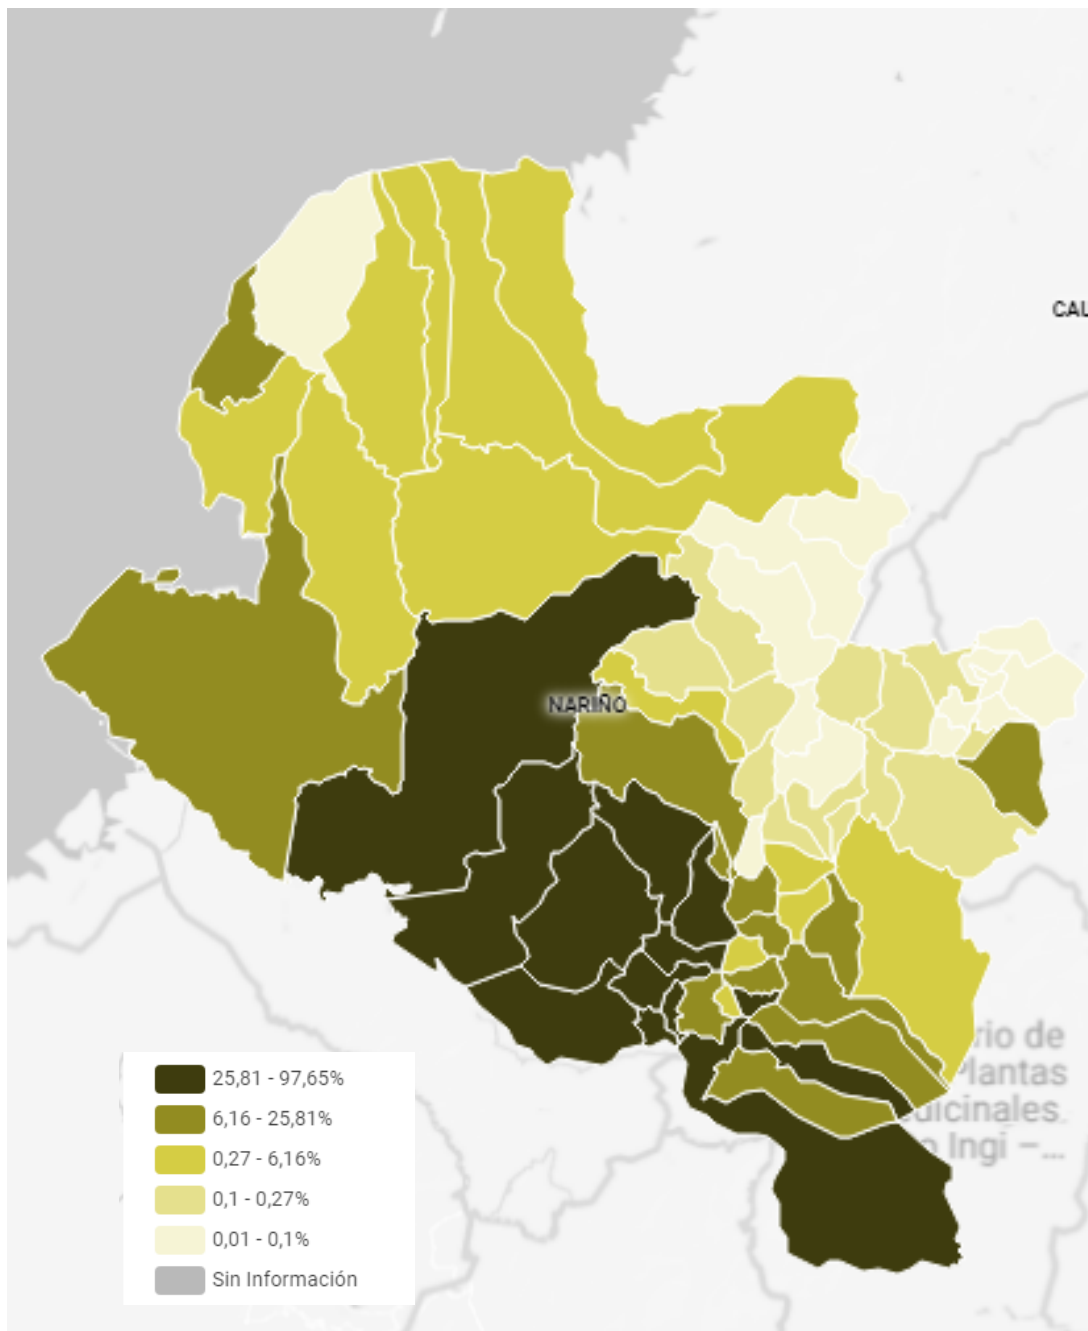 CAL
NARIÑO
rio de
Plantas
dicinales
Ingi –...
25,81 - 97,65%
6,16 - 25,81%
0,27 - 6,16%
0,1 - 0,27%
0,01 - 0,1%
Sin Información